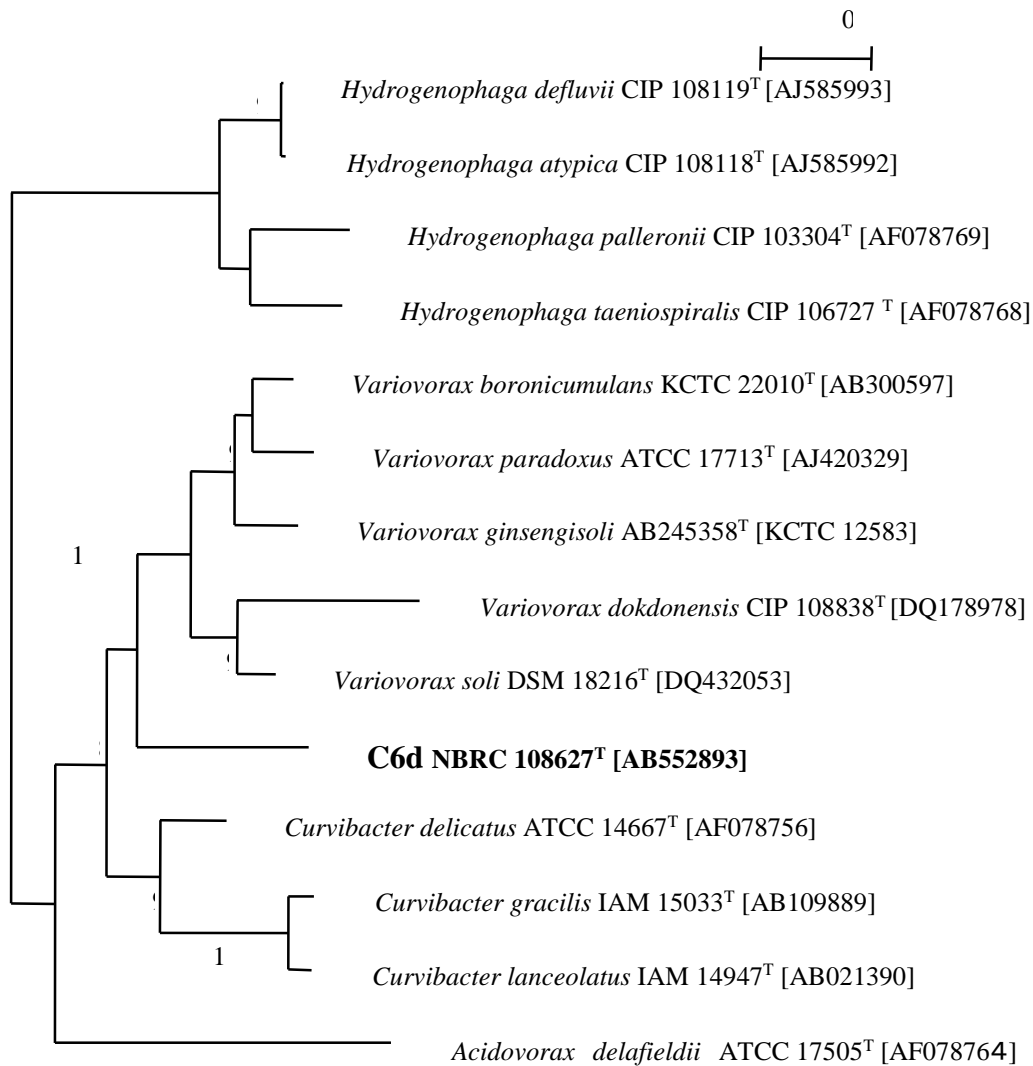 0
Hydrogenophaga defluvii CIP 108119T [AJ585993]
Hydrogenophaga atypica CIP 108118T [AJ585992]
Hydrogenophaga palleronii CIP 103304T [AF078769]
Hydrogenophaga taeniospiralis CIP 106727 T [AF078768]
Variovorax boronicumulans KCTC 22010T [AB300597]
Variovorax paradoxus ATCC 17713T [AJ420329]
Variovorax ginsengisoli AB245358T [KCTC 12583]
1
Variovorax dokdonensis CIP 108838T [DQ178978]
Variovorax soli DSM 18216T [DQ432053]
C6d NBRC 108627T [AB552893]
Curvibacter delicatus ATCC 14667T [AF078756]
Curvibacter gracilis IAM 15033T [AB109889]
1
Curvibacter lanceolatus IAM 14947T [AB021390]
Acidovorax delafieldii ATCC 17505T [AF078764]